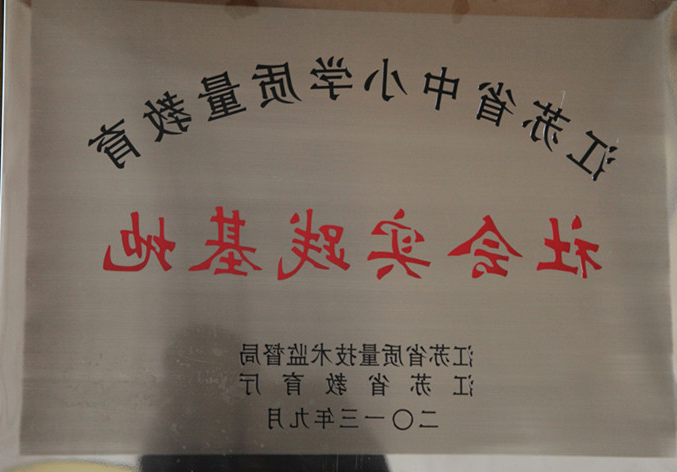 江苏省中小学质量教育
社会实践基地
江苏省质量技术监督局
江苏省教育厅
二〇一三年九月